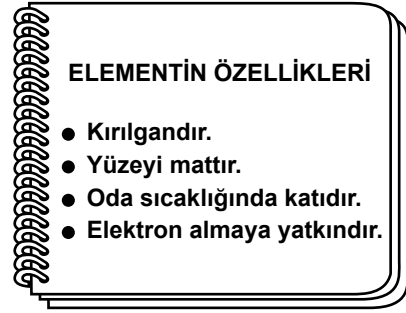 ELEMENTİN ÖZELLİKLERİ
● Kırılgandır.
● Yüzeyi mattır.
● Oda sıcaklığında katıdır.
● Elektron almaya yatkındır.